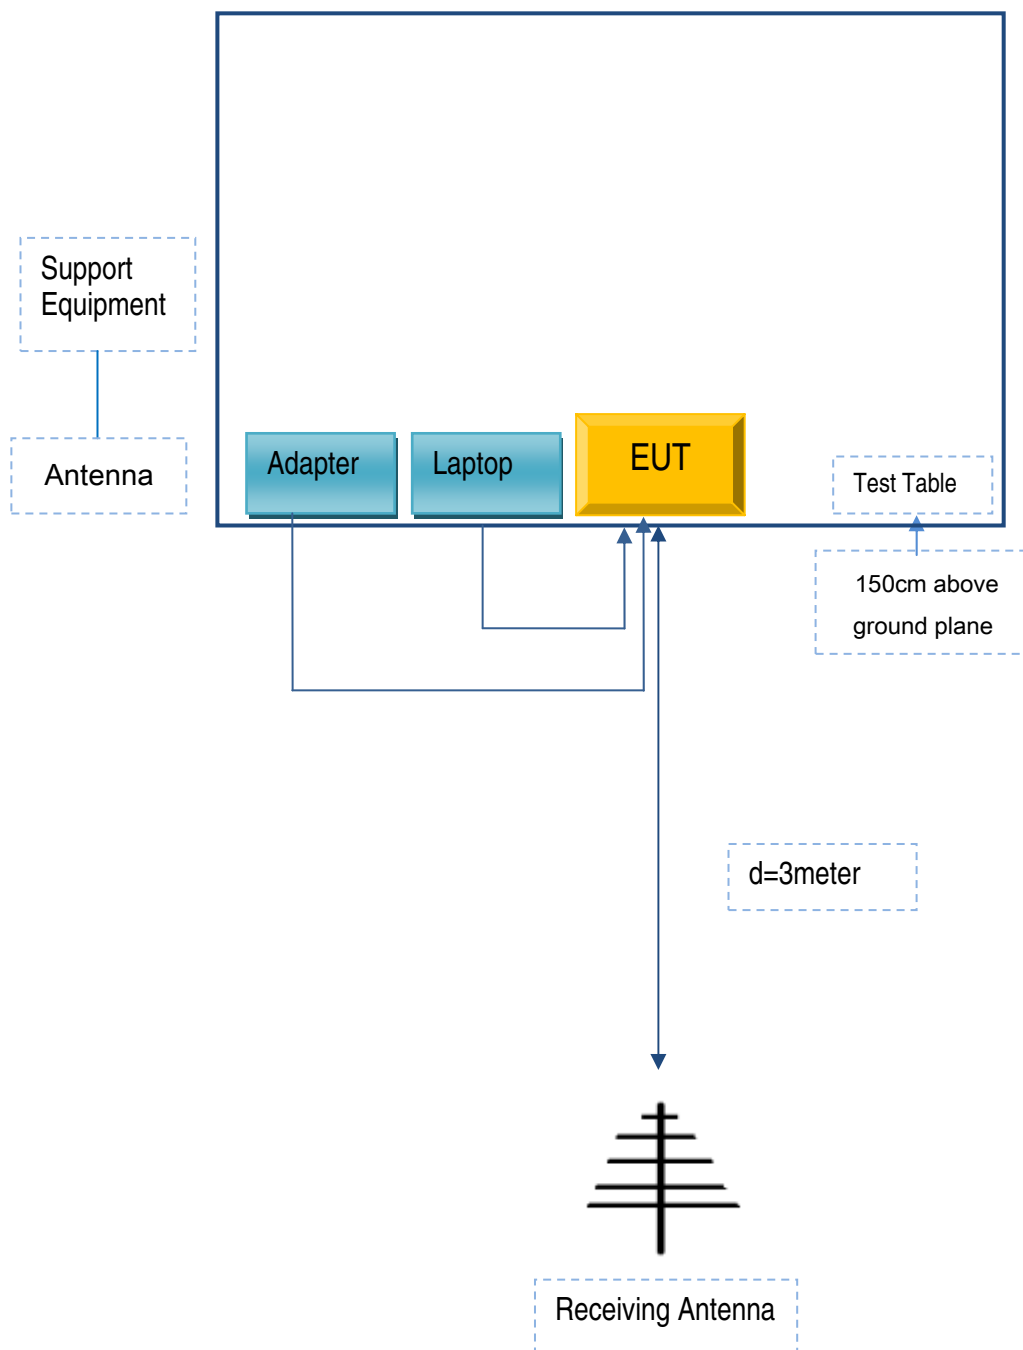 Support
Equipment
Antenna
Adapter
Laptop
EUT
Test Table
150cm above
ground plane
d=3meter
Receiving Antenna